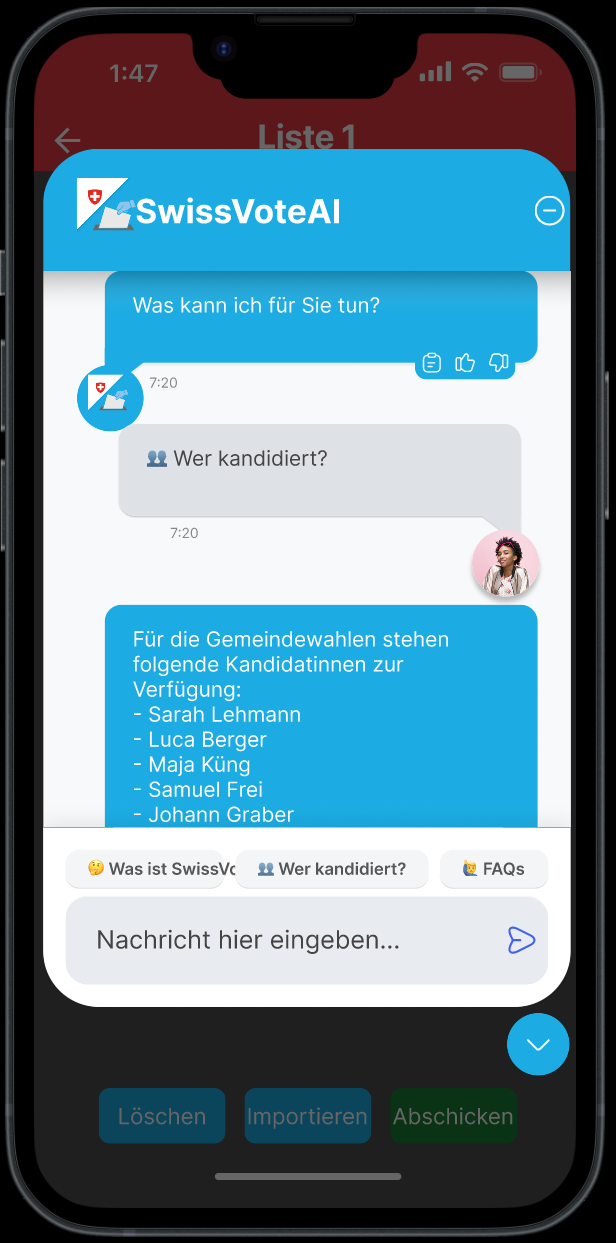 1:47
Liste 1
SwissVoteAI
Was kann ich für Sie tun?
7:20
👥 Wer kandidiert?
7:20
Für die Gemeindewahlen stehen
folgende Kandidatinnen zur
Verfügung:
- Sarah Lehmann
- Luca Berger
- Maja Küng
- Samuel Frei
- Johann Graber
🤔 Was ist SwissVo
👥 Wer kandidiert?
🙋‍♂️ FAQs
Nachricht hier eingeben...
Löschen
Importieren
Abschicken